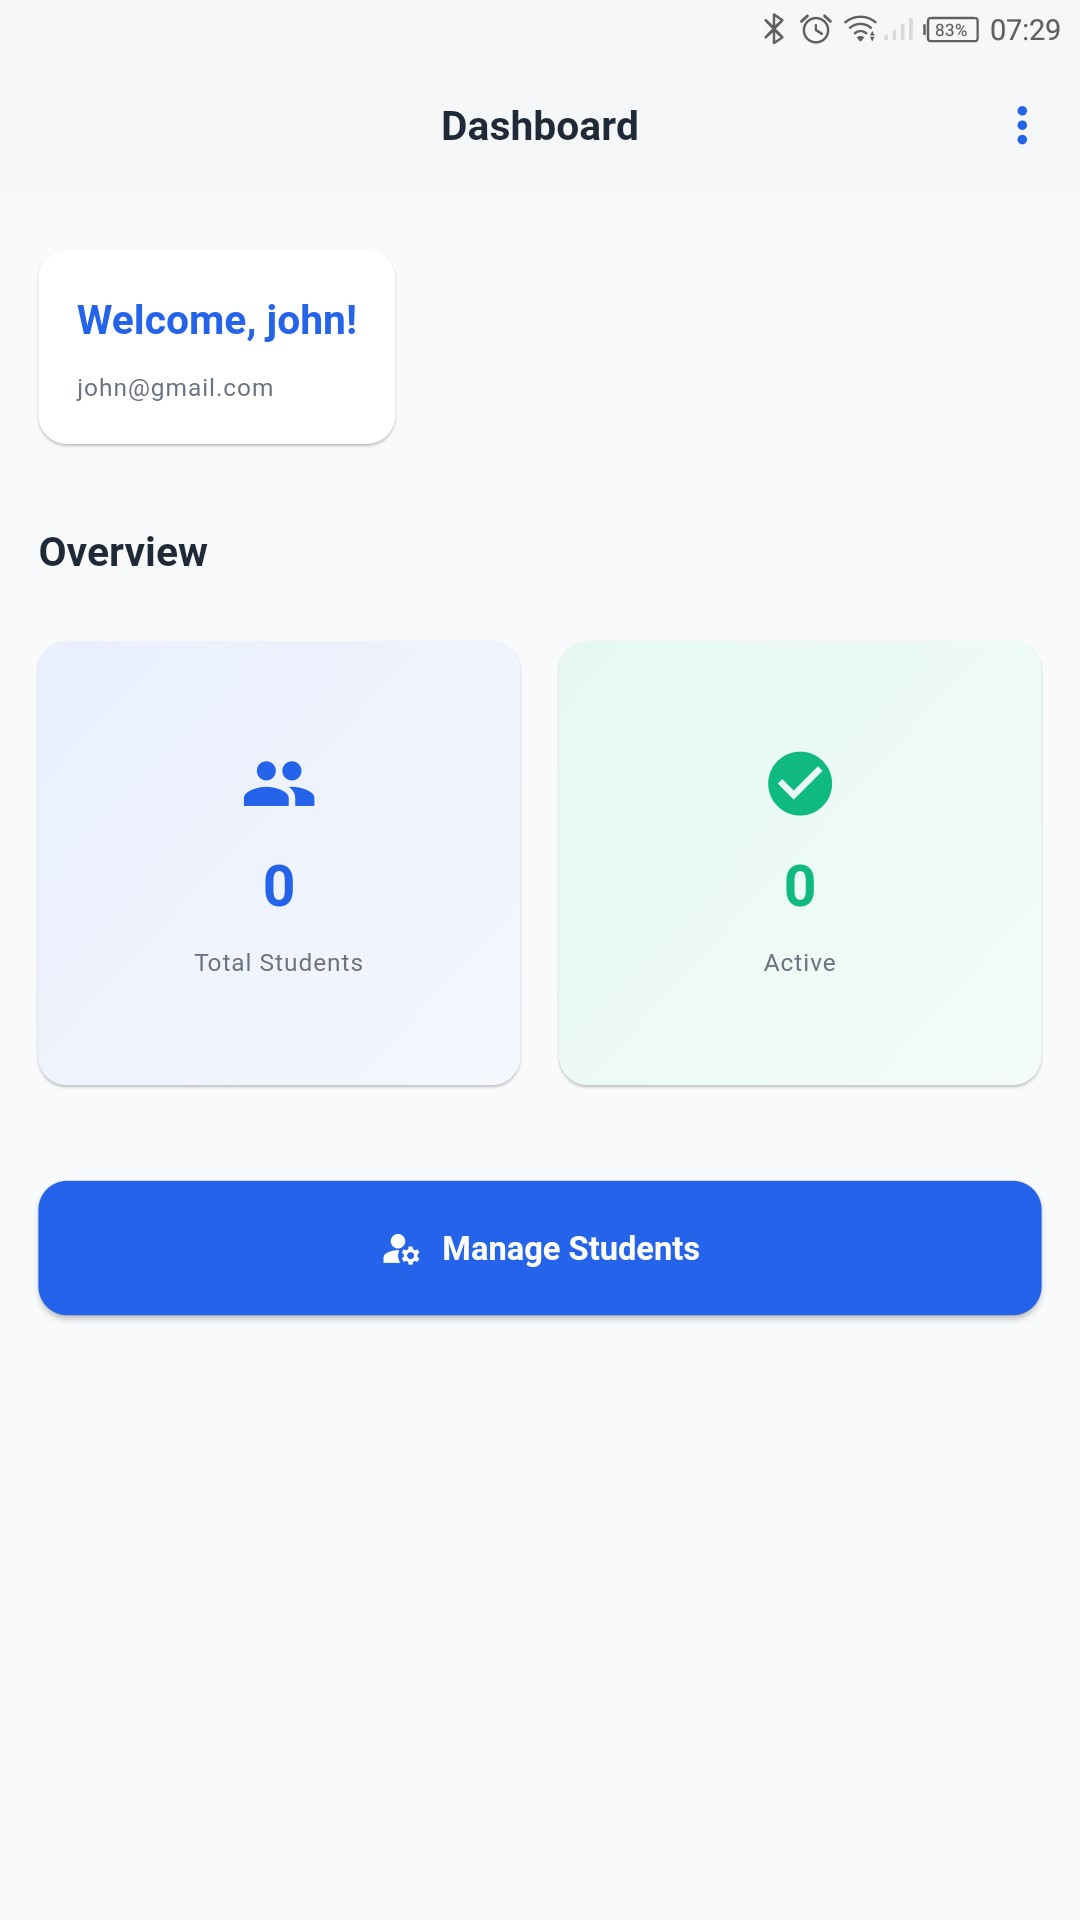 83% 07:29
Dashboard
Welcome, john!
john@gmail.com
Overview
0
Total Students
0
Active
Manage Students